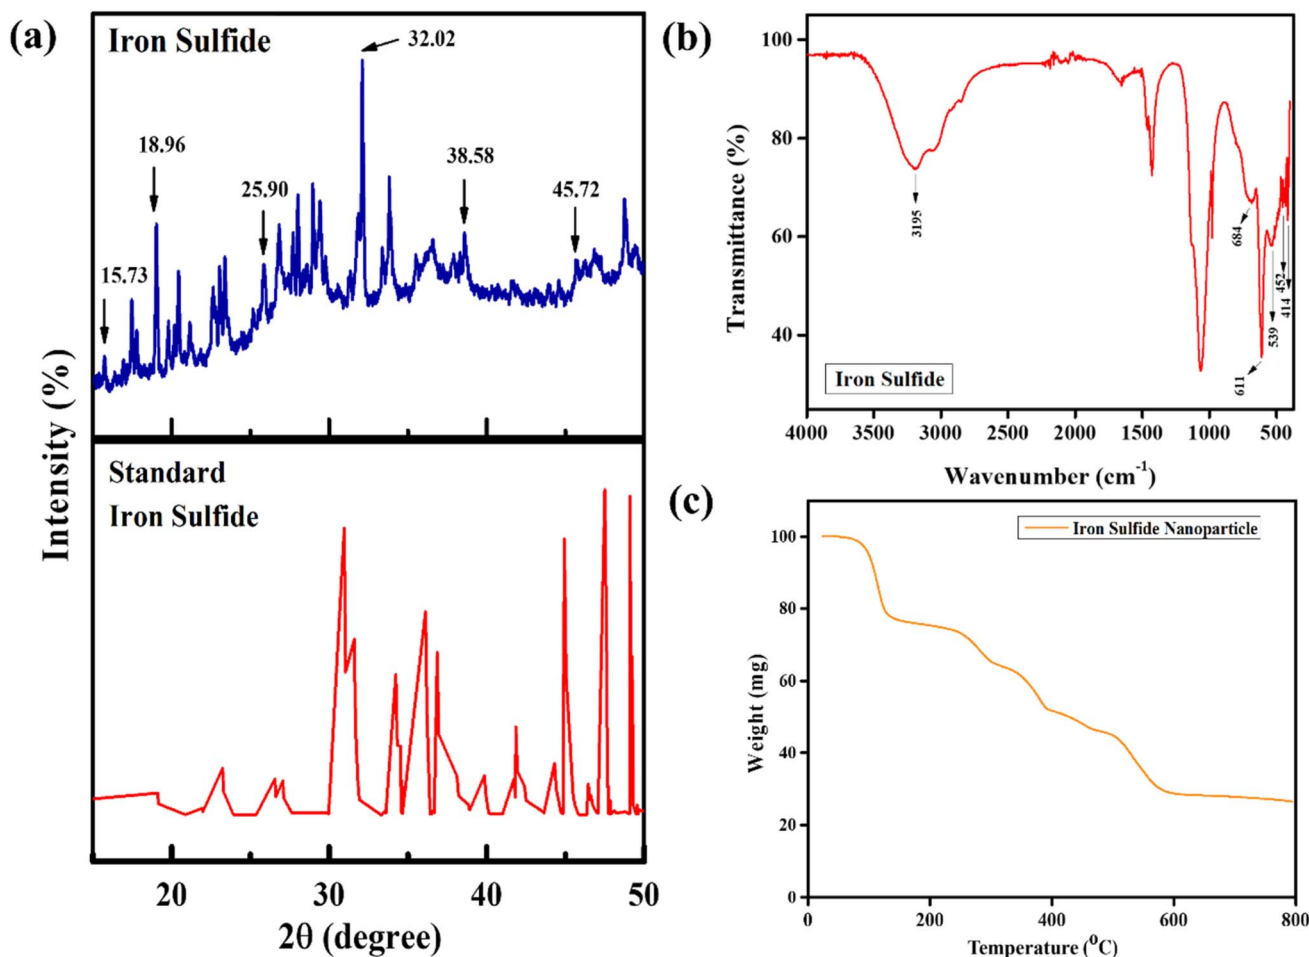 (a)
Iron Sulfide
32.02
18.96
25.90
38.58
45.72
15.73
Standard
Iron Sulfide
Intensity (%)
20
30
40
50
2θ (degree)
(b)
100
80
60
40
Transmittance (%)
3195
684
611
539
452
414
Iron Sulfide
4000
3500
3000
2500
2000
1500
1000
500
Wavenumber (cm⁻¹)
(c)
Iron Sulfide Nanoparticle
100
80
60
40
20
0
Weight (mg)
0
200
400
600
800
Temperature (⁰C)